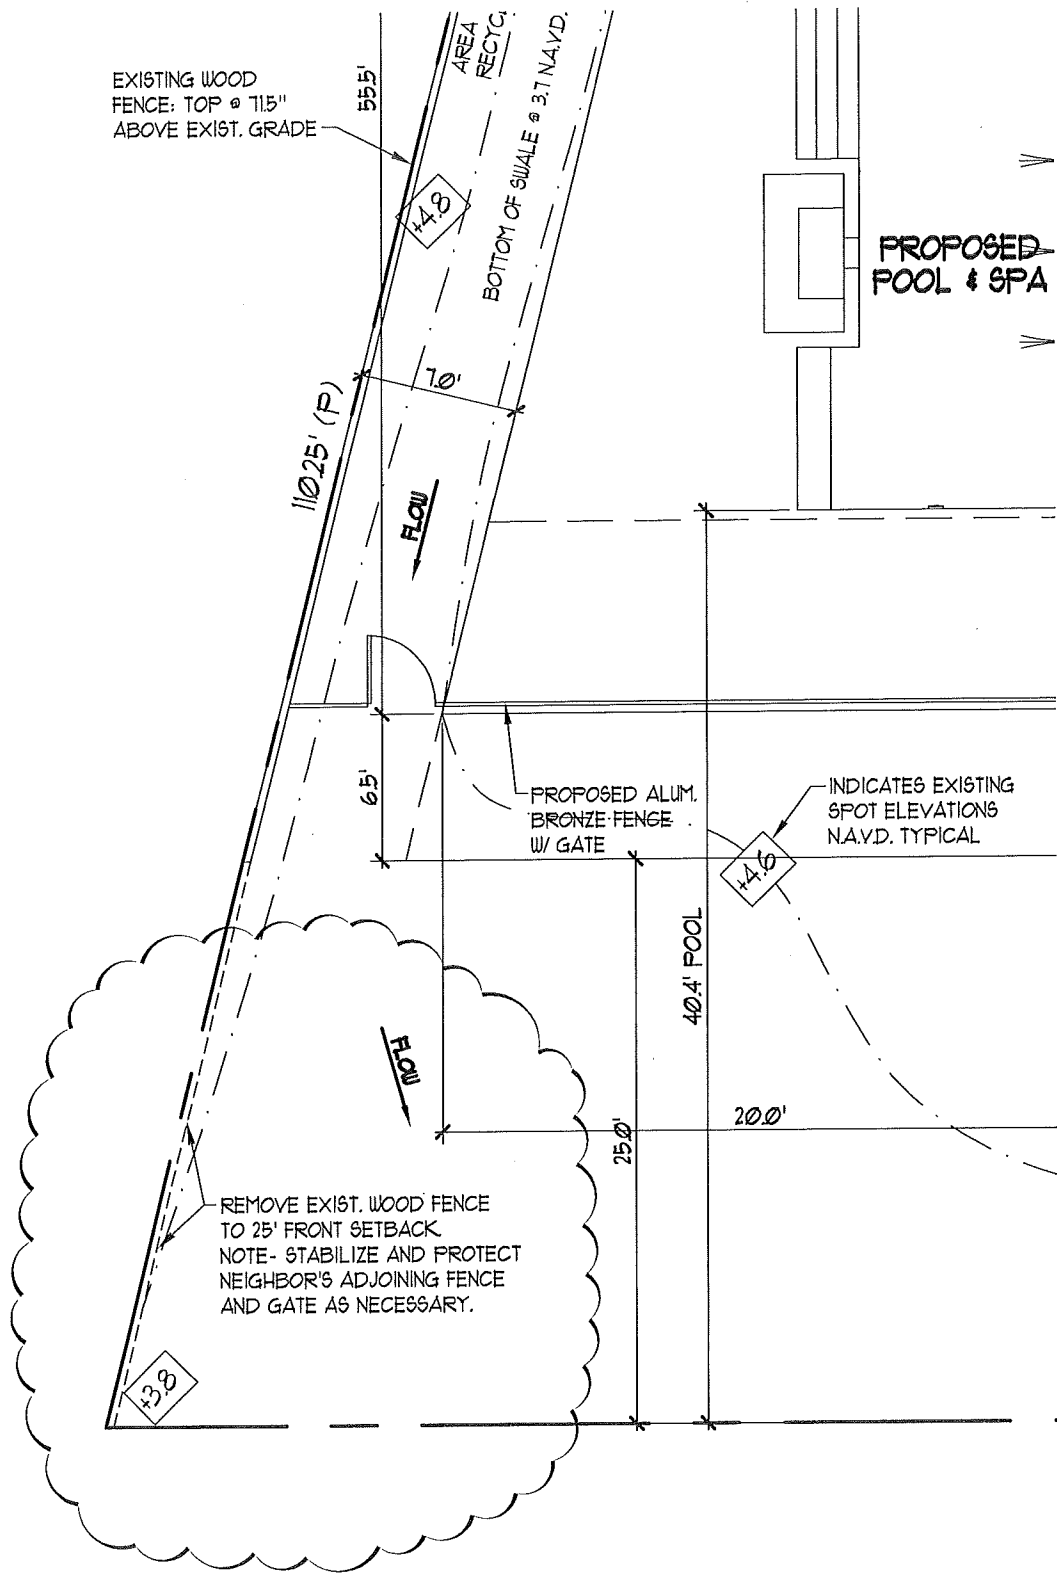 AREA
RECYC
EXISTING WOOD
FENCE: TOP @ 71.5"
ABOVE EXIST. GRADE
55.5'
BOTTOM OF SWALE @ 3.7 N.A.V.D.
+4.8
PROPOSED
POOL & SPA
7.0'
110.25' (P)
FLOW
6.5'
PROPOSED ALUM.
BRONZE FENCE
W/ GATE
INDICATES EXISTING
SPOT ELEVATIONS
N.A.V.D. TYPICAL
+4.6
40.4' POOL
FLOW
25.0'
20.0'
REMOVE EXIST. WOOD FENCE
TO 25' FRONT SETBACK
NOTE- STABILIZE AND PROTECT
NEIGHBOR'S ADJOINING FENCE
AND GATE AS NECESSARY.
+3.8